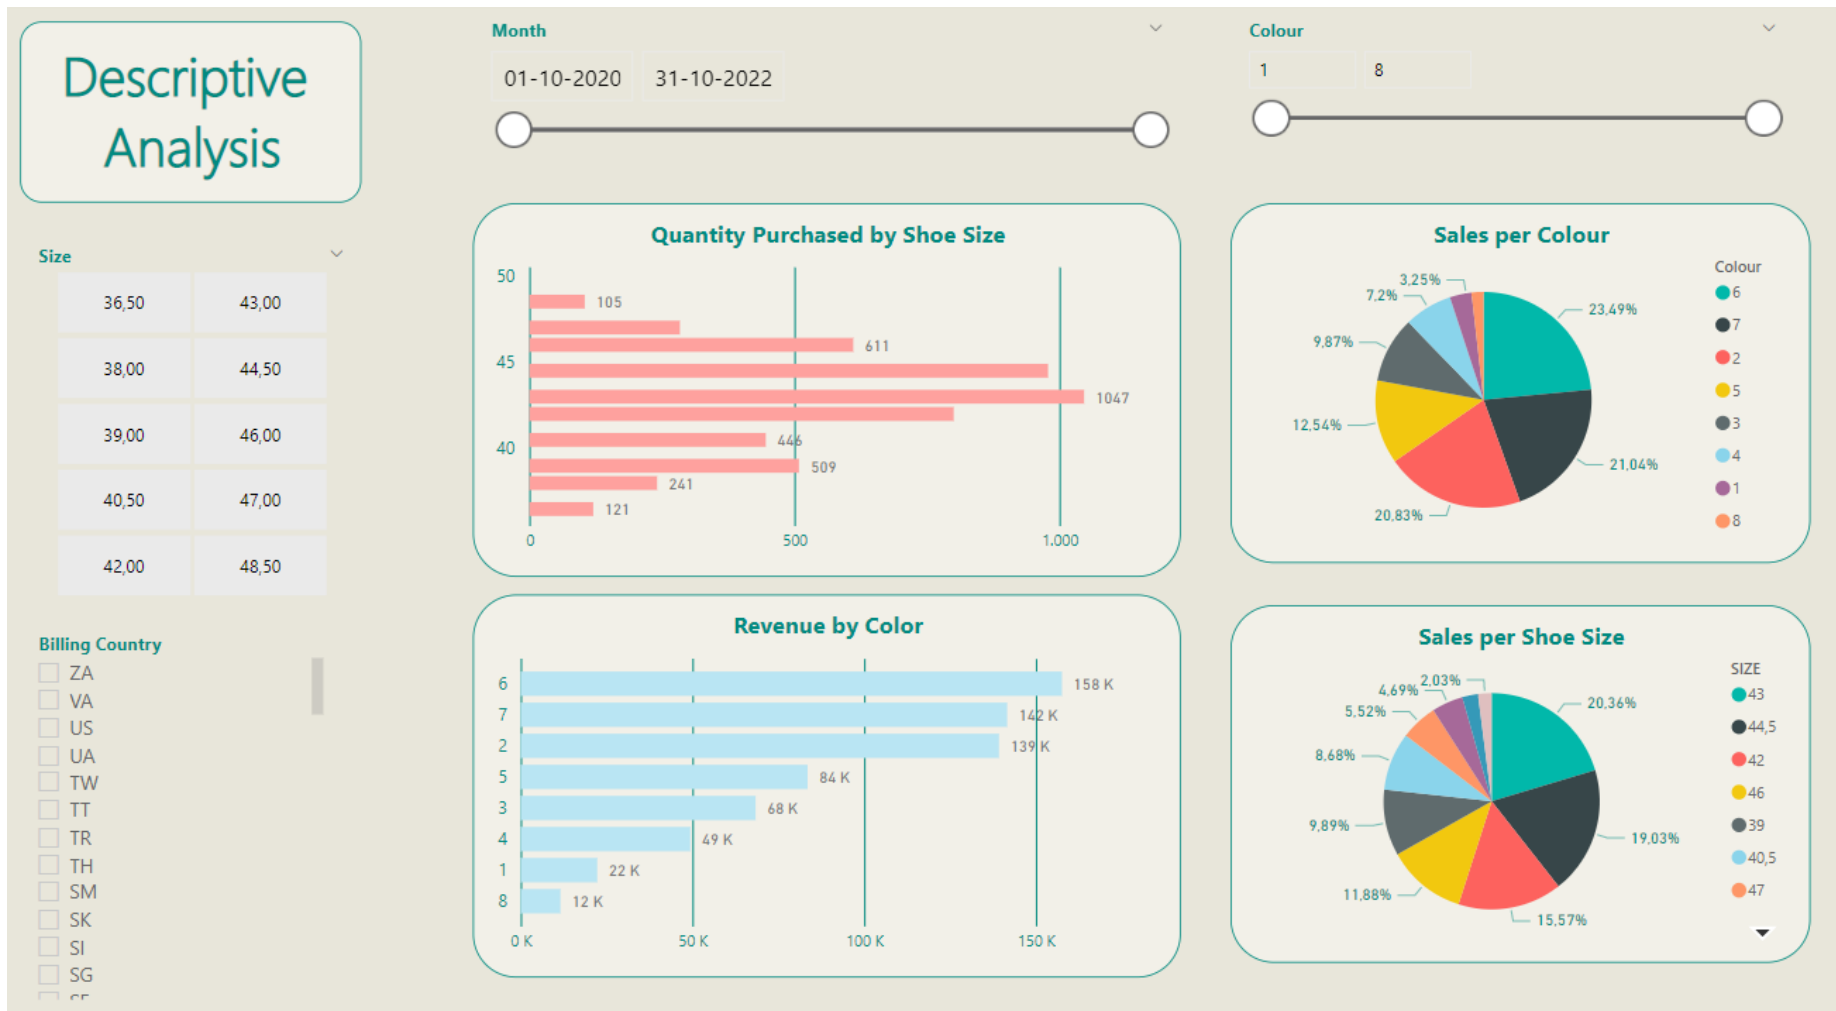 Descriptive
Analysis
Month
01-10-2020 31-10-2022
Colour
1 8
Size
36,50 43,00
38,00 44,50
39,00 46,00
40,50 47,00
42,00 48,50
Billing Country
ZA
VA
US
UA
TW
TT
TR
TH
SM
SK
SI
SG
Quantity Purchased by Shoe Size
50
105
611
45
1047
446
40
509
241
121
0 500 1.000
Sales per Colour
Colour
6
7
2
5
3
4
1
8
3,25%
7,2%
9,87%
12,54%
20,83%
21,04%
23,49%
Revenue by Color
6 158 K
7 142 K
2 139 K
5 84 K
3 68 K
4 49 K
1 22 K
8 12 K
0 K 50 K 100 K 150 K
Sales per Shoe Size
SIZE
43
44,5
42
46
39
40,5
47
2,03%
4,69%
5,52%
8,68%
9,89%
11,88%
15,57%
19,03%
20,36%